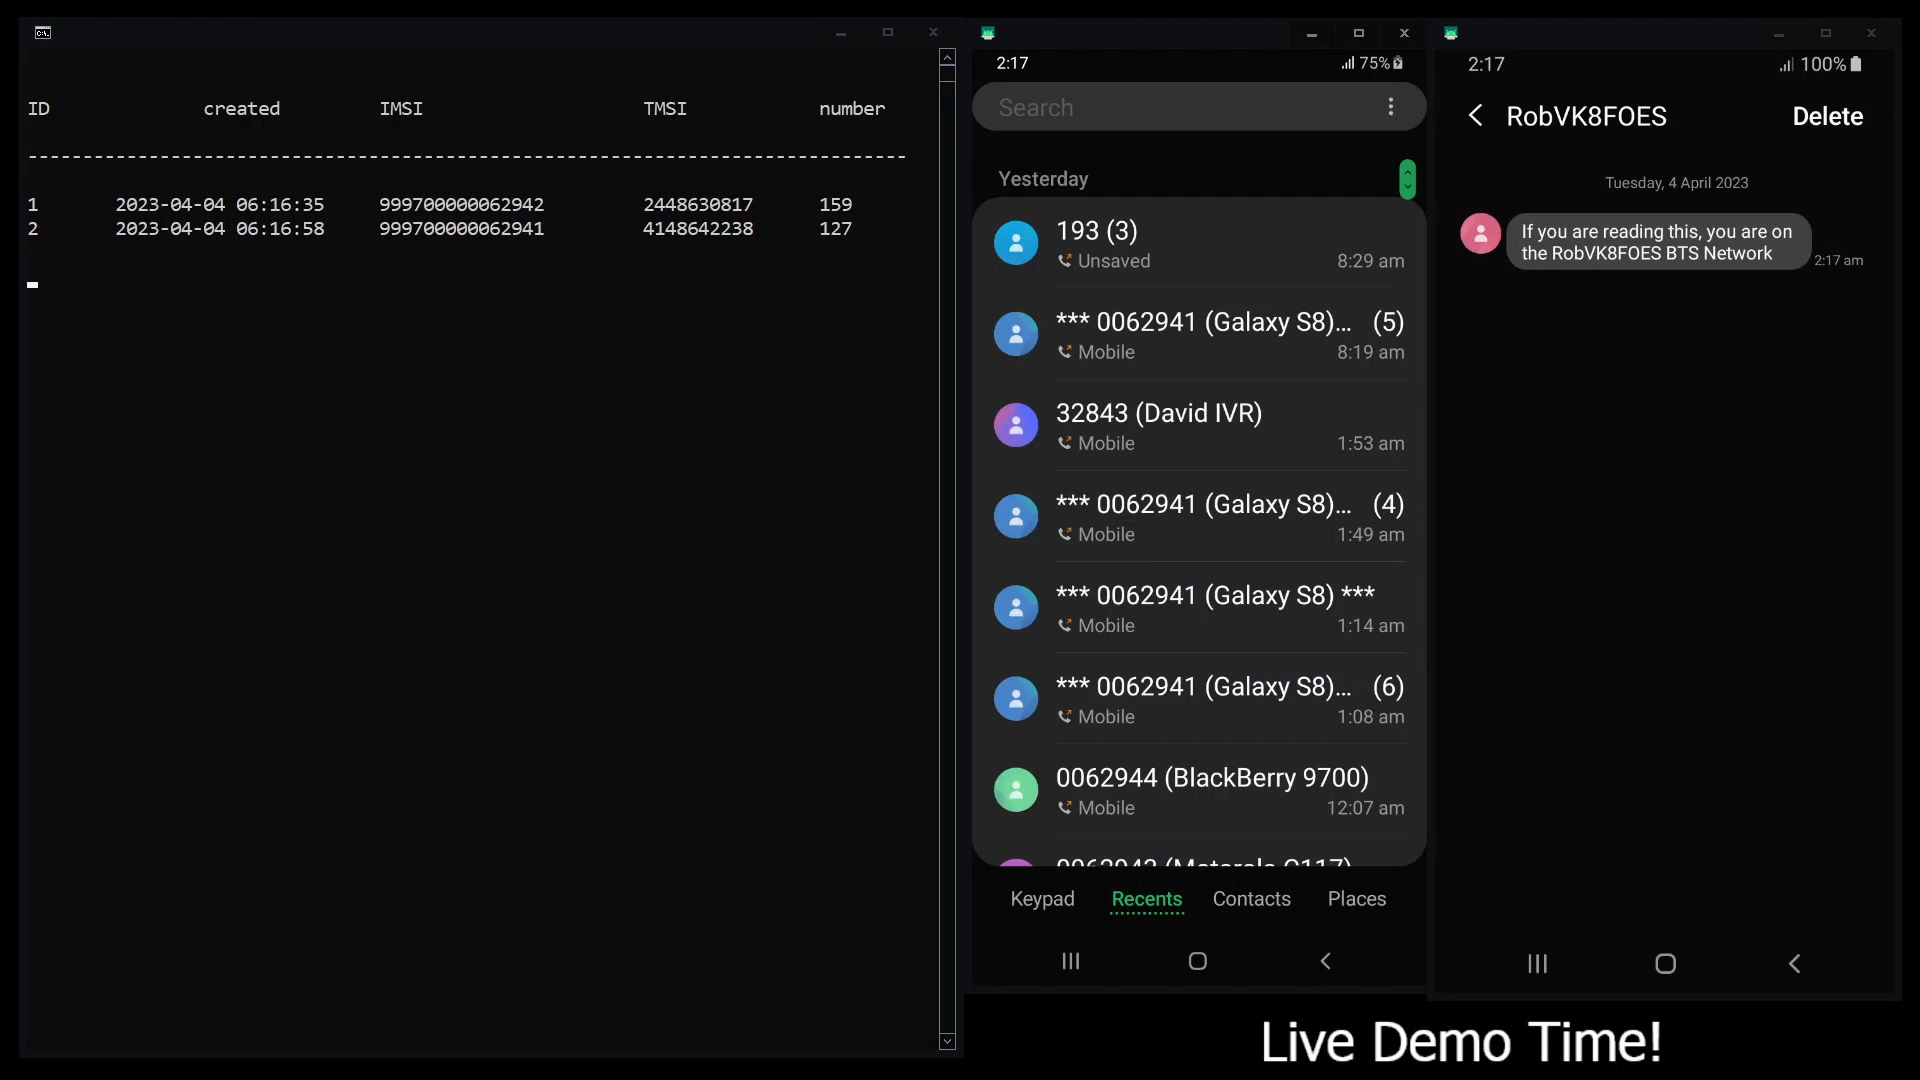 ID created IMSI TMSI number
--------------------------------------------------------------------------------
1 2023-04-04 06:16:35 999700000062942 2448630817 159
2 2023-04-04 06:16:58 999700000062941 4148642238 127
2:17 75%
Search
Yesterday
193 (3)
Unsaved 8:29 am
*** 0062941 (Galaxy S8)... (5)
Mobile 8:19 am
32843 (David IVR)
Mobile 1:53 am
*** 0062941 (Galaxy S8)... (4)
Mobile 1:49 am
*** 0062941 (Galaxy S8) ***
Mobile 1:14 am
*** 0062941 (Galaxy S8)... (6)
Mobile 1:08 am
0062944 (BlackBerry 9700)
Mobile 12:07 am
Keypad Recents Contacts Places
2:17 100%
RobVK8FOES Delete
Tuesday, 4 April 2023
If you are reading this, you are on
the RobVK8FOES BTS Network
2:17 am
Live Demo Time!